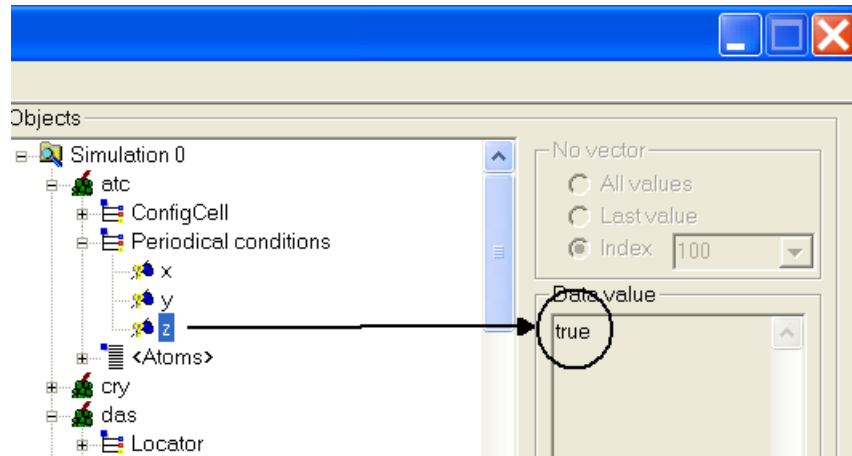 Objects
Simulation 0
atc
ConfigCell
Periodical conditions
x
y
z
<Atoms>
cry
das
Locator
No vector
All values
Last value
Index 100
Data value
true